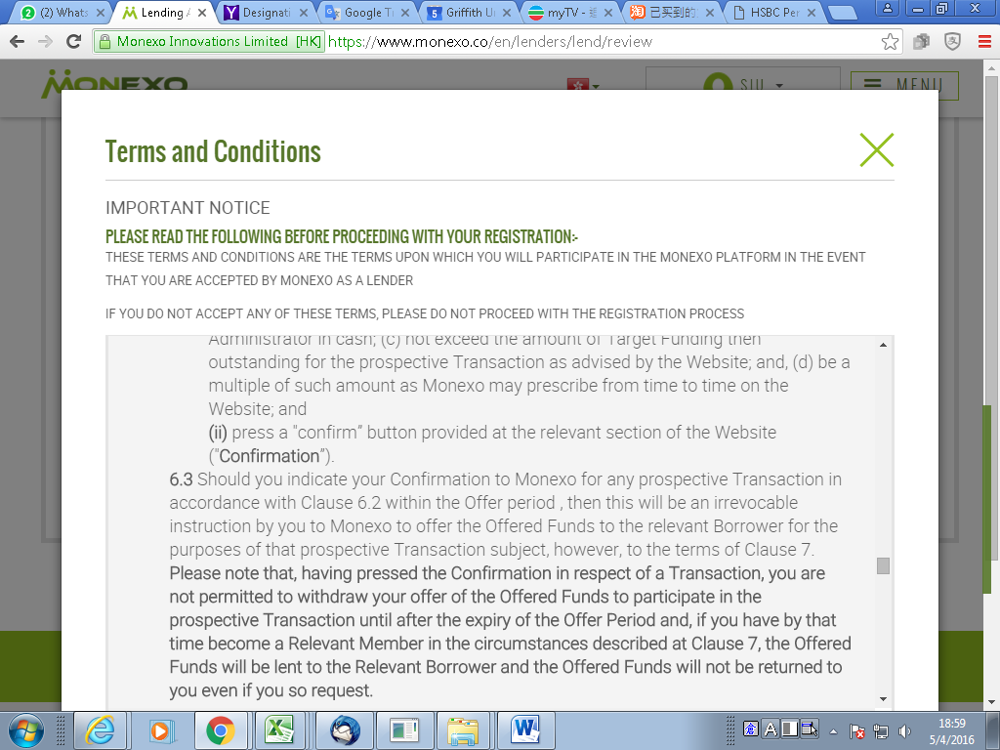 (2) Whats
Lending
Designati
Google T
Griffith U
myTV -
已买到的
HSBC Per
Monexo Innovations Limited [HK] https://www.monexo.co/en/lenders/lend/review
MONEXO
SUI
MENU
Terms and Conditions
IMPORTANT NOTICE
PLEASE READ THE FOLLOWING BEFORE PROCEEDING WITH YOUR REGISTRATION:-
THESE TERMS AND CONDITIONS ARE THE TERMS UPON WHICH YOU WILL PARTICIPATE IN THE MONEXO PLATFORM IN THE EVENT
THAT YOU ARE ACCEPTED BY MONEXO AS A LENDER
IF YOU DO NOT ACCEPT ANY OF THESE TERMS, PLEASE DO NOT PROCEED WITH THE REGISTRATION PROCESS
Administrator in cash; (c) not exceed the amount of Target Funding then
outstanding for the prospective Transaction as advised by the Website; and, (d) be a
multiple of such amount as Monexo may prescribe from time to time on the
Website; and
(ii) press a "confirm” button provided at the relevant section of the Website
("Confirmation”).
6.3 Should you indicate your Confirmation to Monexo for any prospective Transaction in
accordance with Clause 6.2 within the Offer period , then this will be an irrevocable
instruction by you to Monexo to offer the Offered Funds to the relevant Borrower for the
purposes of that prospective Transaction subject, however, to the terms of Clause 7.
Please note that, having pressed the Confirmation in respect of a Transaction, you are
not permitted to withdraw your offer of the Offered Funds to participate in the
prospective Transaction until after the expiry of the Offer Period and, if you have by that
time become a Relevant Member in the circumstances described at Clause 7, the Offered
Funds will be lent to the Relevant Borrower and the Offered Funds will not be returned to
you even if you so request.
18:59
5/4/2016